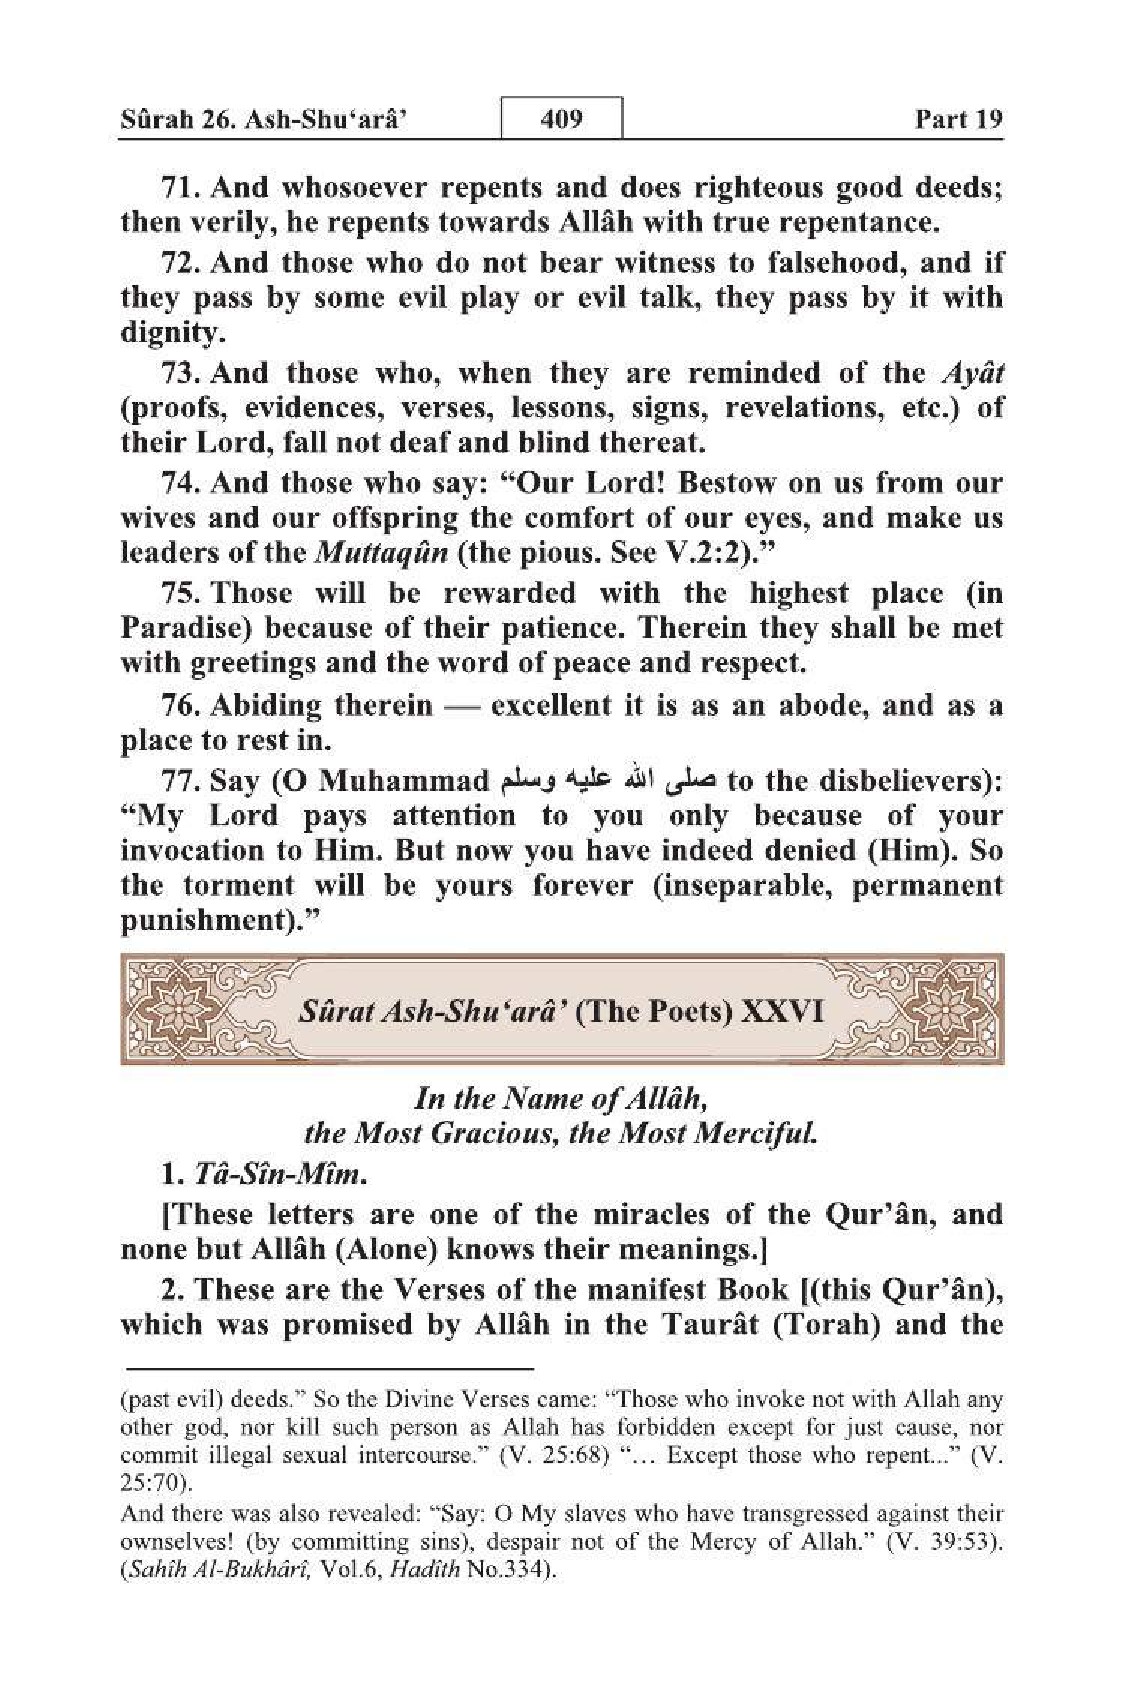 Sûrah 26. Ash-Shu‘arâ’ 409 Part 19
71. And whosoever repents and does righteous good deeds;
then verily, he repents towards Allâh with true repentance.
72. And those who do not bear witness to falsehood, and if
they pass by some evil play or evil talk, they pass by it with
dignity.
73. And those who, when they are reminded of the Ayât
(proofs, evidences, verses, lessons, signs, revelations, etc.) of
their Lord, fall not deaf and blind thereat.
74. And those who say: “Our Lord! Bestow on us from our
wives and our offspring the comfort of our eyes, and make us
leaders of the Muttaqûn (the pious. See V.2:2).”
75. Those will be rewarded with the highest place (in
Paradise) because of their patience. Therein they shall be met
with greetings and the word of peace and respect.
76. Abiding therein — excellent it is as an abode, and as a
place to rest in.
77. Say (O Muhammad صلى الله عليه وسلم to the disbelievers):
“My Lord pays attention to you only because of your
invocation to Him. But now you have indeed denied (Him). So
the torment will be yours forever (inseparable, permanent
punishment).”
Sûrat Ash-Shu‘arâ’ (The Poets) XXVI
In the Name of Allâh,
the Most Gracious, the Most Merciful.
1. Tâ-Sîn-Mîm.
[These letters are one of the miracles of the Qur’ân, and
none but Allâh (Alone) knows their meanings.]
2. These are the Verses of the manifest Book [(this Qur’ân),
which was promised by Allâh in the Taurât (Torah) and the
(past evil) deeds.” So the Divine Verses came: “Those who invoke not with Allah any
other god, nor kill such person as Allah has forbidden except for just cause, nor
commit illegal sexual intercourse.” (V. 25:68) “… Except those who repent...” (V.
25:70).
And there was also revealed: “Say: O My slaves who have transgressed against their
ownselves! (by committing sins), despair not of the Mercy of Allah.” (V. 39:53).
(Sahîh Al-Bukhârî, Vol.6, Hadîth No.334).